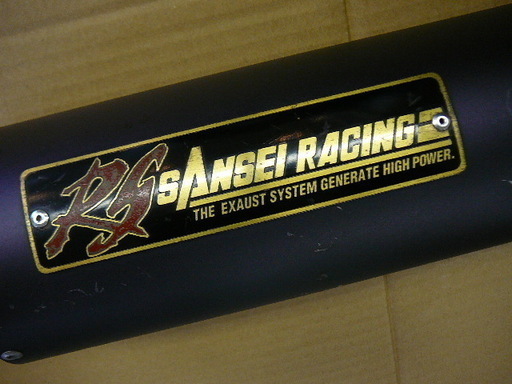 RS SANSEI RACING
THE EXAUST SYSTEM GENERATE HIGH POWER.